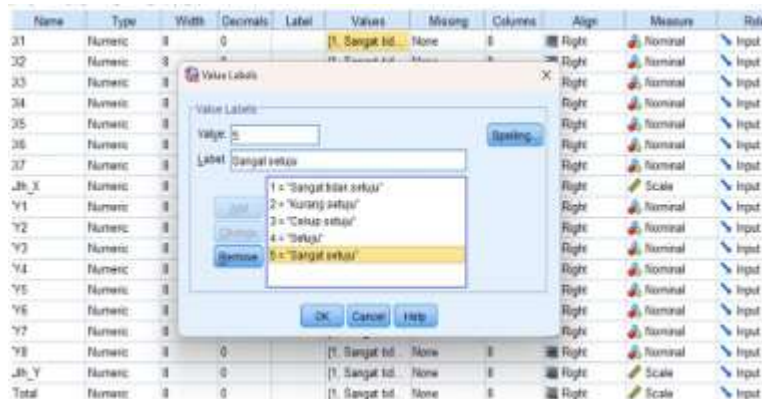 Name Type Width Decimals Label Values Missing Columns Align Measure Role
31 Numeric 8 0 [1, Sangat tid... None 8 Right Nominal Input
32 Numeric 8 Right Nominal Input
33 Numeric 8 Right Nominal Input
34 Numeric 8 Right Nominal Input
35 Numeric 8 Right Nominal Input
36 Numeric 8 Right Nominal Input
37 Numeric 8 Right Nominal Input
Jlh_X Numeric 8 Right Scale Input
Y1 Numeric 8 Right Nominal Input
Y2 Numeric 8 Right Nominal Input
Y3 Numeric 8 Right Nominal Input
Y4 Numeric 8 Right Nominal Input
Y5 Numeric 8 Right Nominal Input
Y6 Numeric 8 Right Nominal Input
Y7 Numeric 8 Right Nominal Input
Y8 Numeric 8 0 [1, Sangat tid... None 8 Right Nominal Input
Jlh_Y Numeric 8 0 [1, Sangat tid... None 8 Right Scale Input
Total Numeric 8 0 [1, Sangat tid... None 8 Right Scale Input
Value Labels
Value Labels
Value: 5
Spelling...
Label: Sangat setuju
1 = "Sangat tidak setuju"
Add
2 = "Kurang setuju"
3 = "Cukup setuju"
Change
4 = "Setuju"
Remove
5 = "Sangat setuju"
OK Cancel Help